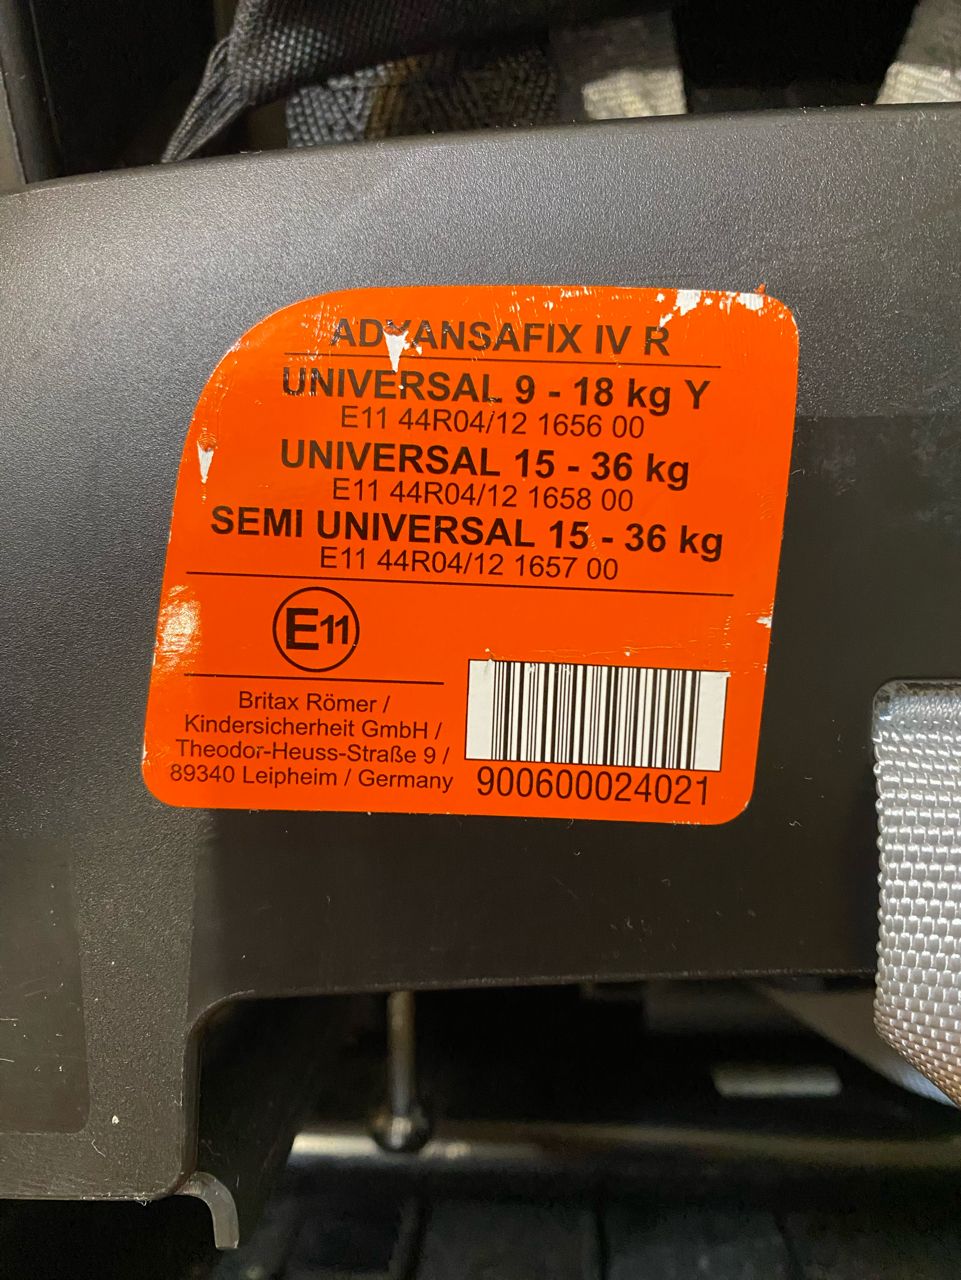 ADVANSAFIX IV R
UNIVERSAL 9 - 18 kg Y
E11 44R04/12 1656 00
UNIVERSAL 15 - 36 kg
E11 44R04/12 1658 00
SEMI UNIVERSAL 15 - 36 kg
E11 44R04/12 1657 00
E11
Britax Römer /
Kindersicherheit GmbH /
Theodor-Heuss-Straße 9 /
89340 Leipheim / Germany
900600024021